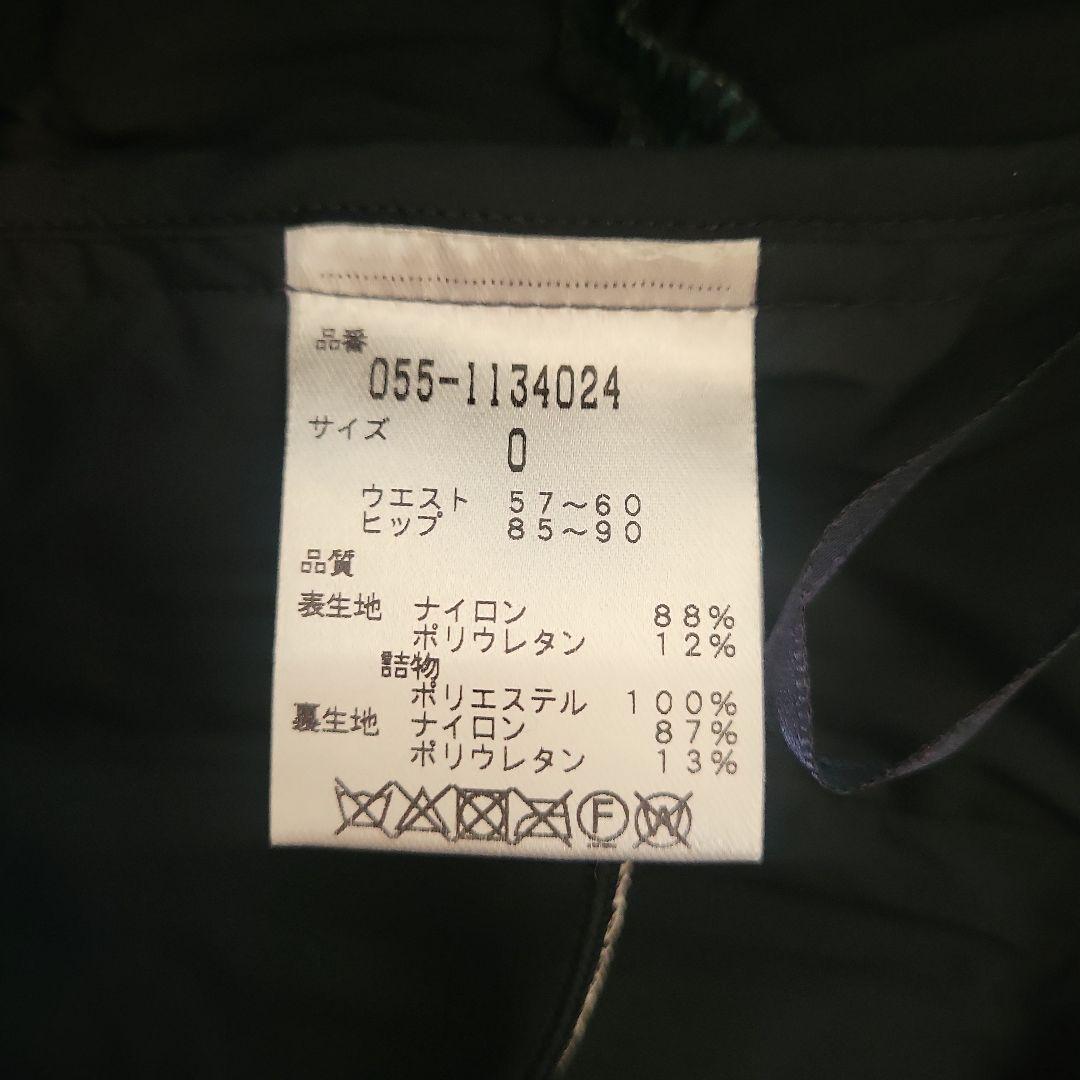 品番
055-1134024
サイズ
0
ウエスト 57～60
ヒップ 85～90
品質
表生地 ナイロン 88%
ポリウレタン 12%
詰物
ポリエステル 100%
裏生地 ナイロン 87%
ポリウレタン 13%
F W